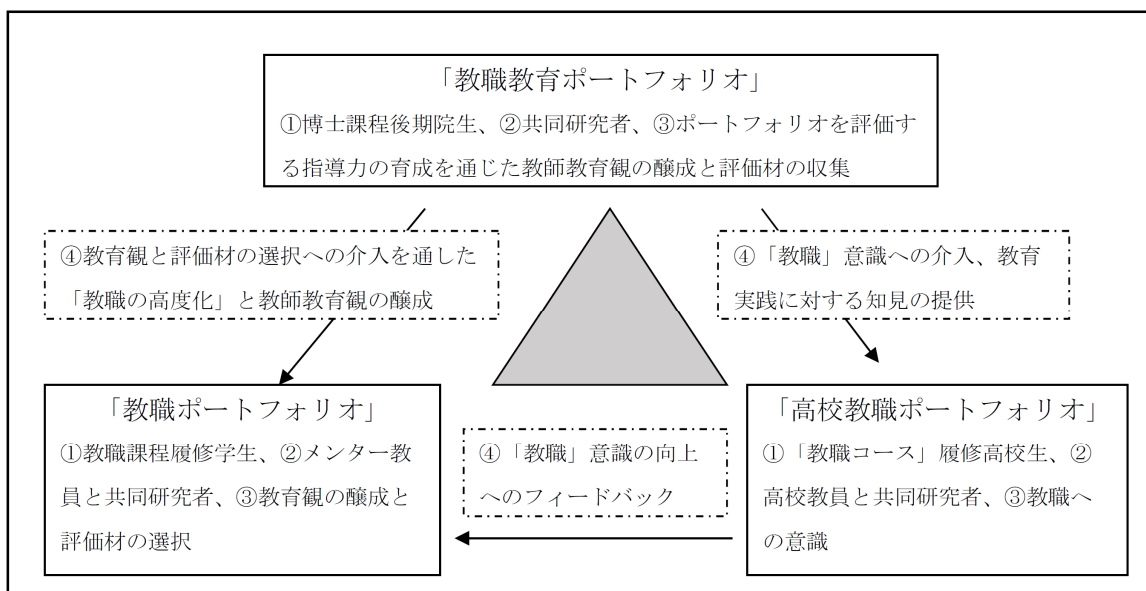 「教職教育ポートフォリオ」
①博士課程後期院生、②共同研究者、③ポートフォリオを評価す
る指導力の育成を通じた教師教育観の醸成と評価材の収集
④教育観と評価材の選択への介入を通した
「教職の高度化」と教師教育観の醸成
④「教職」意識への介入、教育
実践に対する知見の提供
「教職ポートフォリオ」
①教職課程履修学生、②メンター教
員と共同研究者、③教育観の醸成と
評価材の選択
④「教職」意識の向上
へのフィードバック
「高校教職ポートフォリオ」
①「教職コース」履修高校生、②
高校教員と共同研究者、③教職へ
の意識